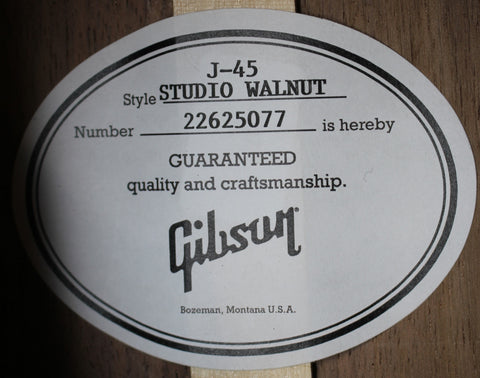 J-45
Style STUDIO WALNUT
Number 22625077 is hereby
GUARANTEED
quality and craftsmanship.
Gibson
Bozeman, Montana U.S.A.